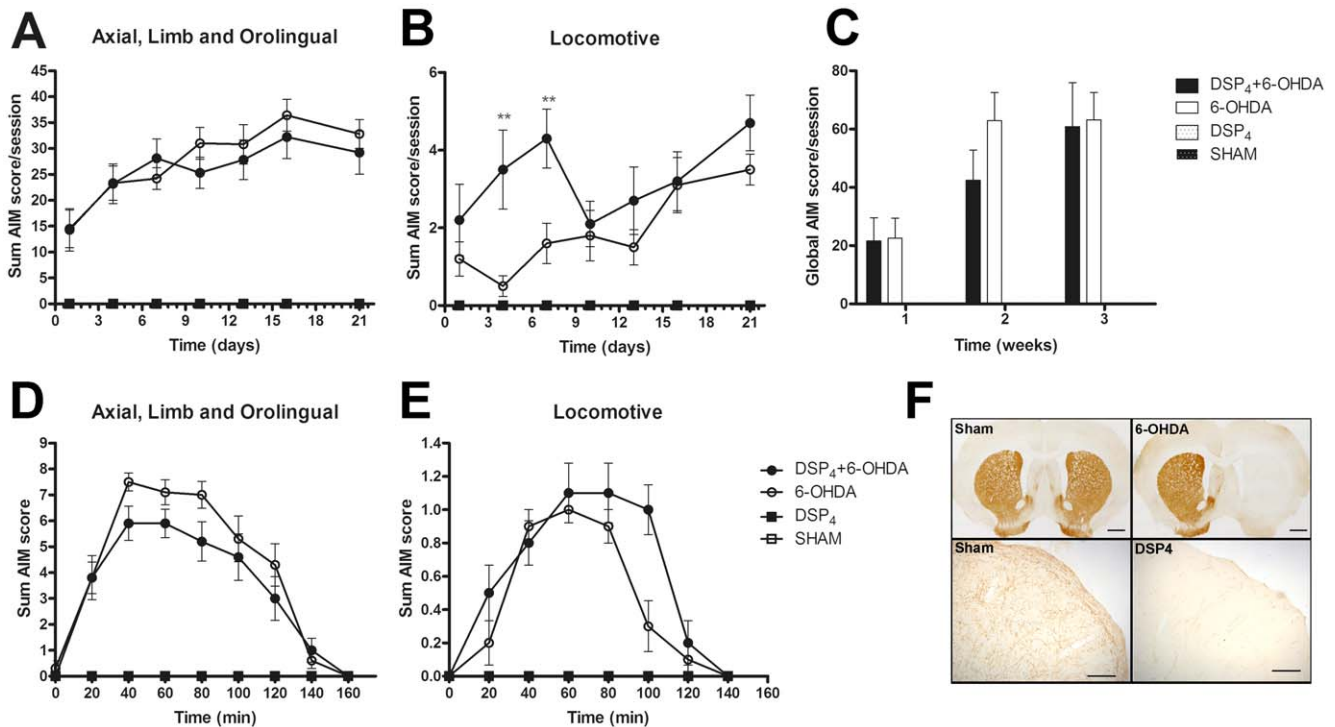 A
Axial, Limb and Orolingual
Sum AIM score/session
45
40
35
30
25
20
15
10
5
0
0 3 6 9 12 15 18 21
Time (days)
B
Locomotive
Sum AIM score/session
6
4
2
0
**
**
0 3 6 9 12 15 18 21
Time (days)
C
Global AIM score/session
80
60
40
20
0
1 2 3
Time (weeks)
DSP4+6-OHDA
6-OHDA
DSP4
SHAM
D
Axial, Limb and Orolingual
Sum AIM score
9
8
7
6
5
4
3
2
1
0
0 20 40 60 80 100 120 140 160
Time (min)
E
Locomotive
Sum AIM score
1.4
1.2
1.0
0.8
0.6
0.4
0.2
0.0
0 20 40 60 80 100 120 140 160
Time (min)
DSP4+6-OHDA
6-OHDA
DSP4
SHAM
F
Sham
6-OHDA
Sham
DSP4